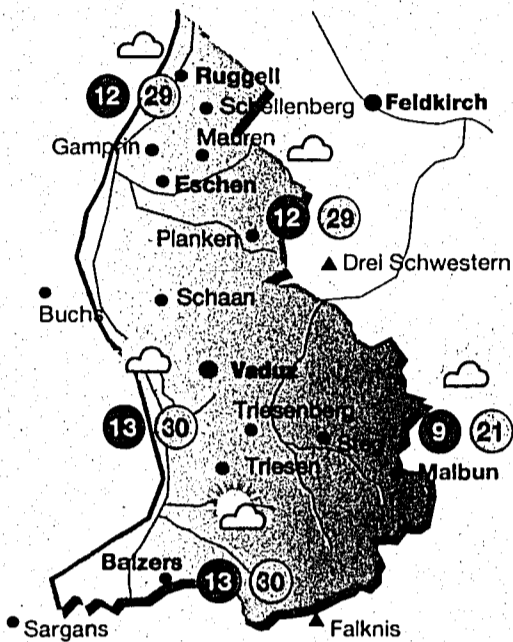 Ruggell
12 29
Schellenberg
Feldkirch
Gamprin
Mauren
Eschen
12 29
Planken
Drei Schwestern
Buchs
Schaan
Vaduz
Triesenberg
13 30
9 21
Malbun
Triesen
Balzers
13 30
Sargans
Falknis